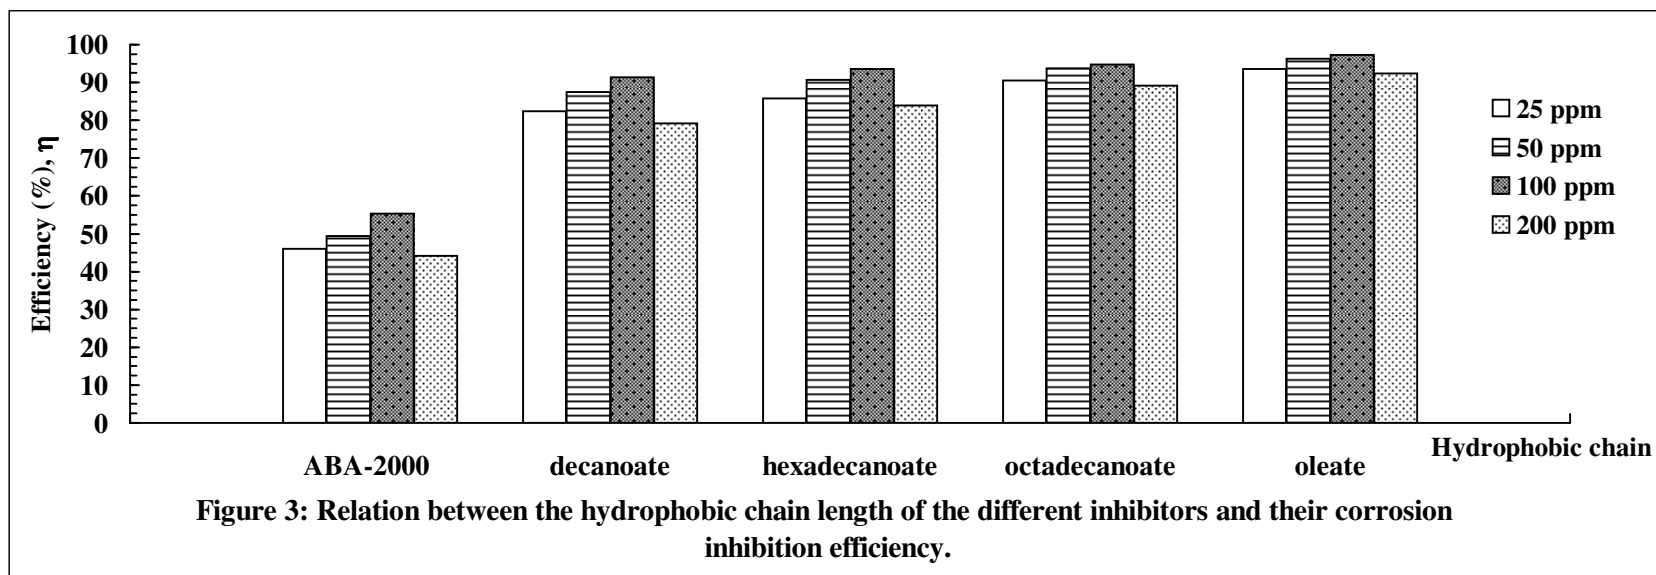 Efficiency (%), η
100
90
80
70
60
50
40
30
20
10
0
25 ppm
50 ppm
100 ppm
200 ppm
ABA-2000
decanoate
hexadecanoate
octadecanoate
oleate
Hydrophobic chain
Figure 3: Relation between the hydrophobic chain length of the different inhibitors and their corrosion
inhibition efficiency.